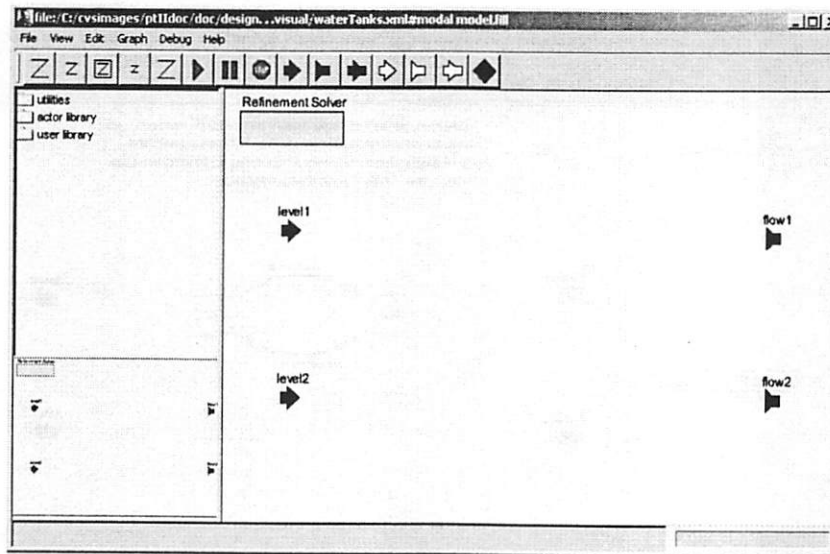 file:/C:/cvsimages/ptIIdoc/doc/design...visual/waterTanks.xml#modal model.fill
File View Edit Graph Debug Help
utilities
actor library
user library
Refinement Solver
level1
flow1
level2
flow2